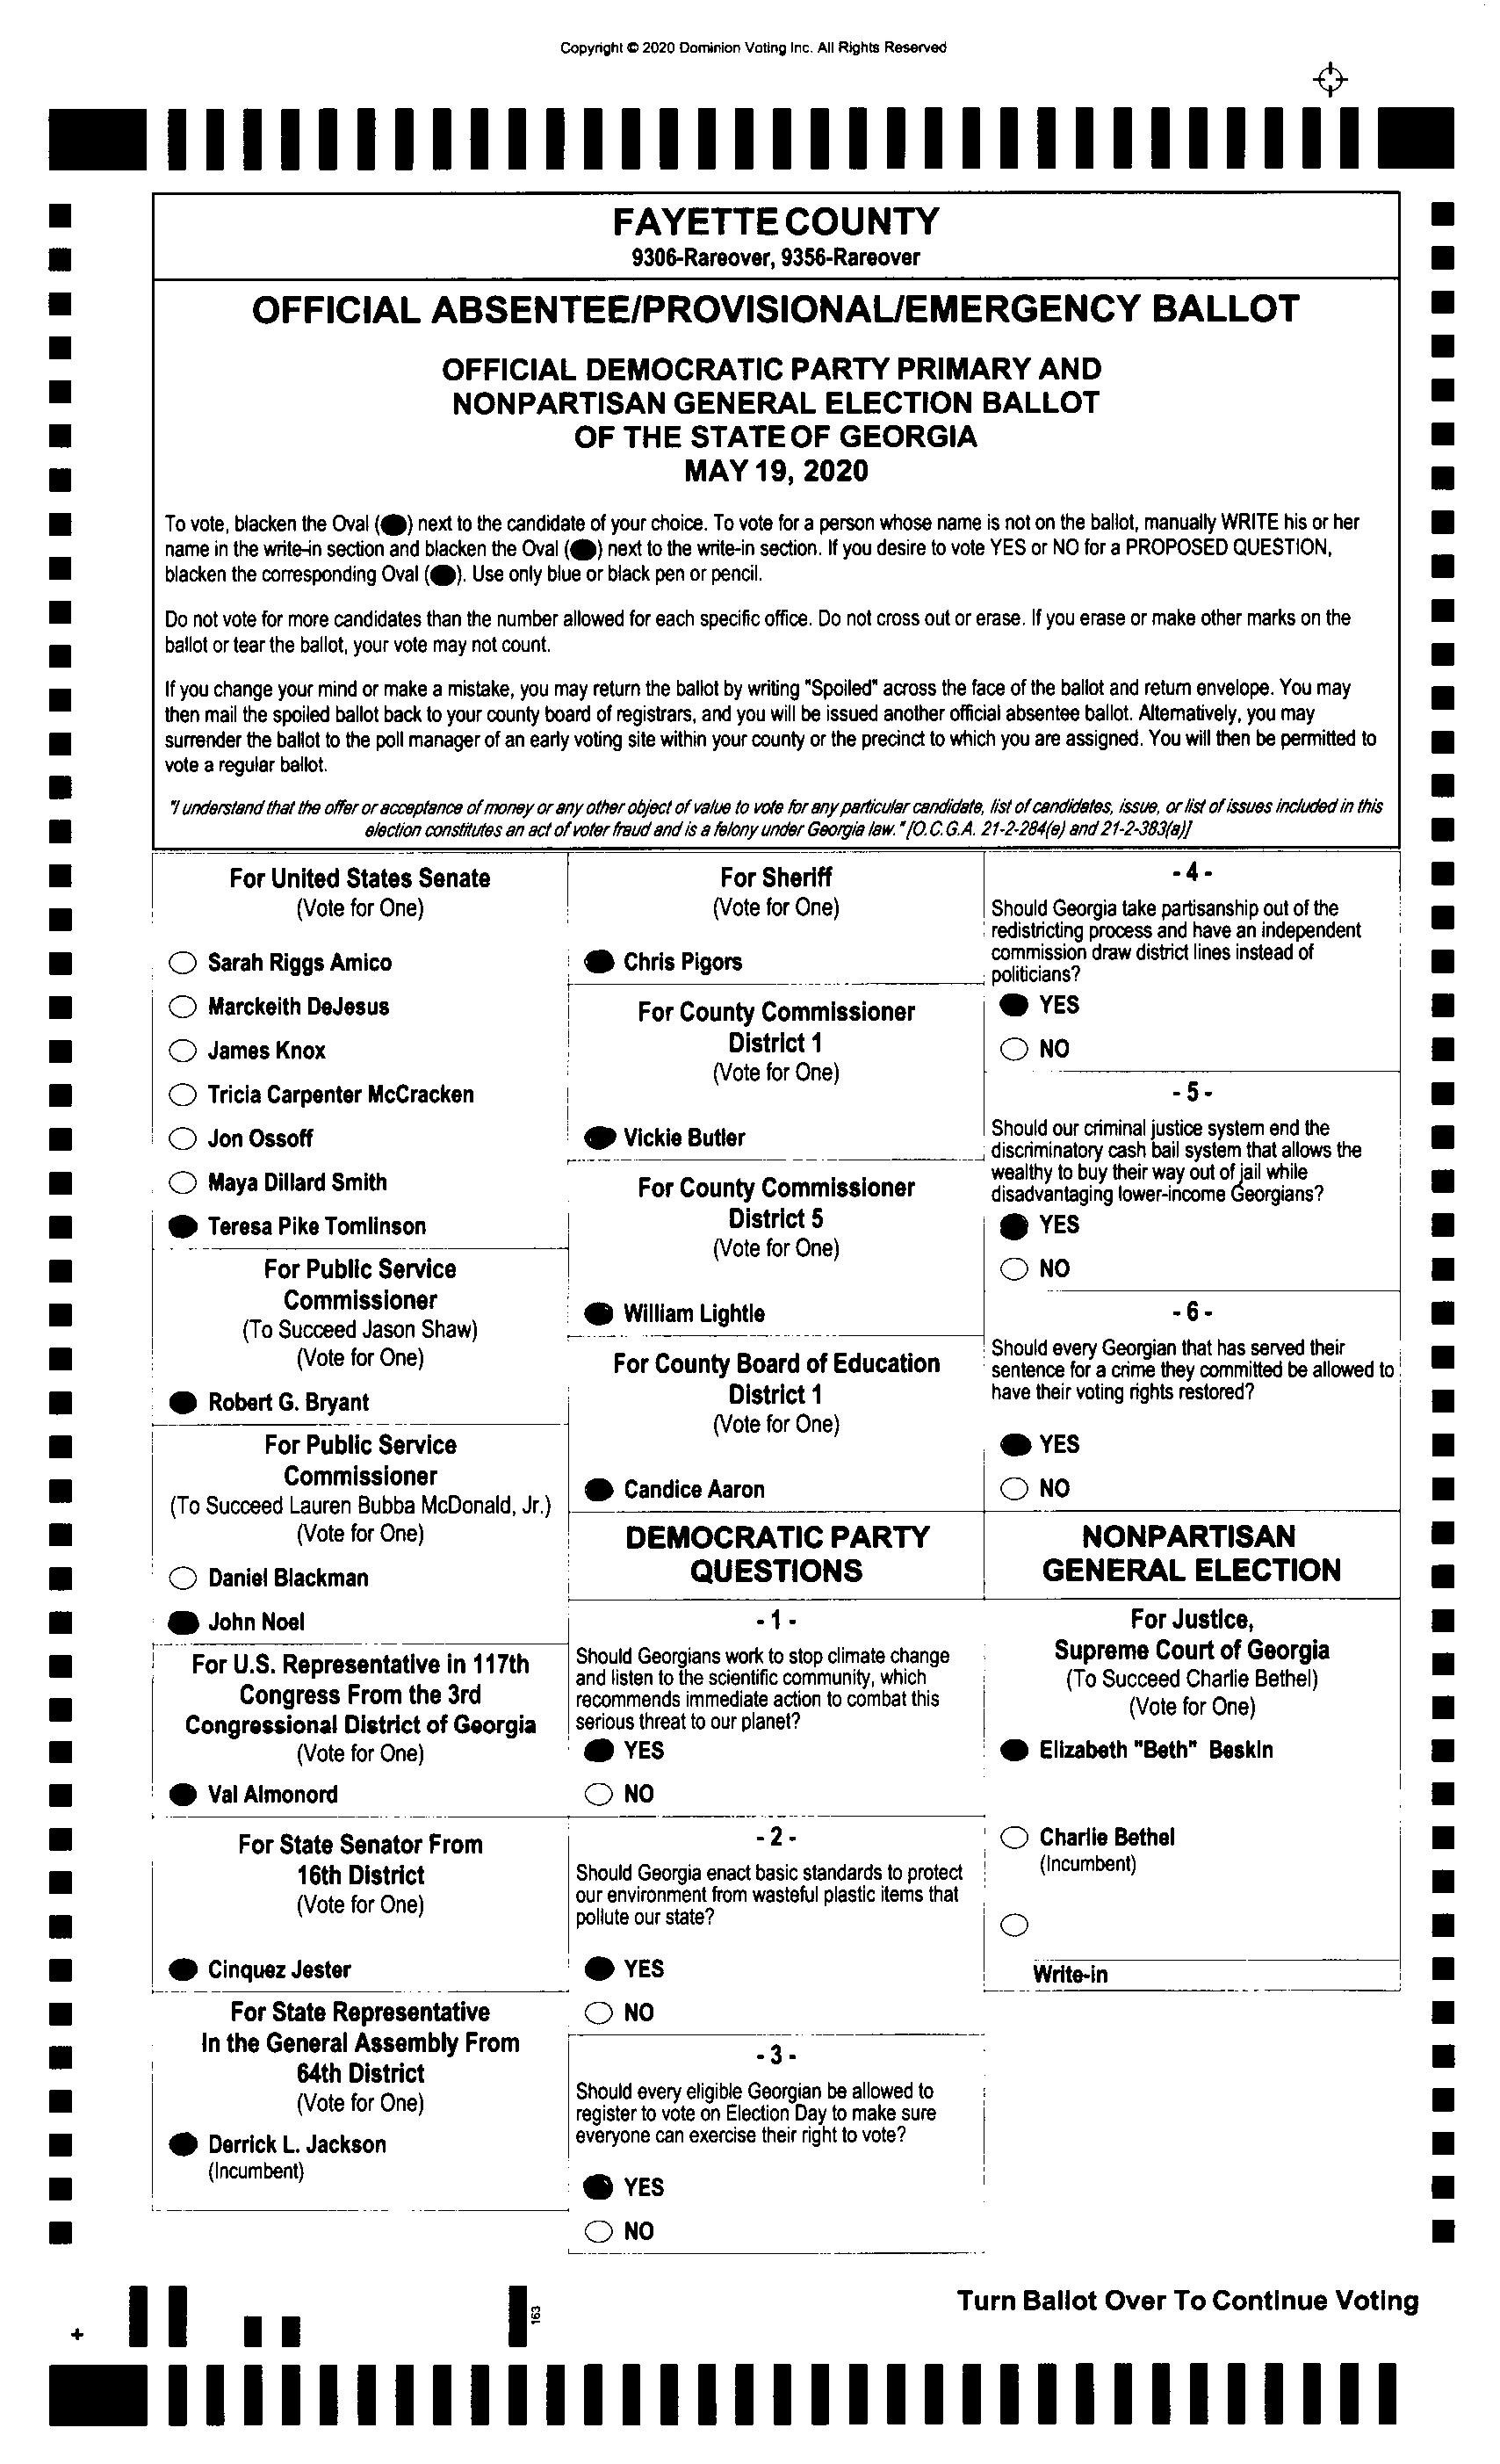 Copyright © 2020 Dominion Voting Inc. All Rights Reserved
FAYETTE COUNTY
9306-Rareover, 9356-Rareover
OFFICIAL ABSENTEE/PROVISIONAL/EMERGENCY BALLOT
OFFICIAL DEMOCRATIC PARTY PRIMARY AND
NONPARTISAN GENERAL ELECTION BALLOT
OF THE STATE OF GEORGIA
MAY 19, 2020
To vote, blacken the Oval (●) next to the candidate of your choice. To vote for a person whose name is not on the ballot, manually WRITE his or her
name in the write-in section and blacken the Oval (●) next to the write-in section. If you desire to vote YES or NO for a PROPOSED QUESTION,
blacken the corresponding Oval (●). Use only blue or black pen or pencil.
Do not vote for more candidates than the number allowed for each specific office. Do not cross out or erase. If you erase or make other marks on the
ballot or tear the ballot, your vote may not count.
If you change your mind or make a mistake, you may return the ballot by writing "Spoiled" across the face of the ballot and return envelope. You may
then mail the spoiled ballot back to your county board of registrars, and you will be issued another official absentee ballot. Alternatively, you may
surrender the ballot to the poll manager of an early voting site within your county or the precinct to which you are assigned. You will then be permitted to
vote a regular ballot.
"I understand that the offer or acceptance of money or any other object of value to vote for any particular candidate, list of candidates, issue, or list of issues included in this
election constitutes an act of voter fraud and is a felony under Georgia law." [O.C.G.A. 21-2-284(e) and 21-2-383(a)]
For United States Senate
(Vote for One)
Sarah Riggs Amico
Marckeith DeJesus
James Knox
Tricia Carpenter McCracken
Jon Ossoff
Maya Dillard Smith
Teresa Pike Tomlinson
For Public Service
Commissioner
(To Succeed Jason Shaw)
(Vote for One)
Robert G. Bryant
For Public Service
Commissioner
(To Succeed Lauren Bubba McDonald, Jr.)
(Vote for One)
Daniel Blackman
John Noel
For U.S. Representative in 117th
Congress From the 3rd
Congressional District of Georgia
(Vote for One)
Val Almonord
For State Senator From
16th District
(Vote for One)
Cinquez Jester
For State Representative
In the General Assembly From
64th District
(Vote for One)
Derrick L. Jackson
(Incumbent)
For Sheriff
(Vote for One)
Chris Pigors
For County Commissioner
District 1
(Vote for One)
Vickie Butler
For County Commissioner
District 5
(Vote for One)
William Lightle
For County Board of Education
District 1
(Vote for One)
Candice Aaron
DEMOCRATIC PARTY
QUESTIONS
- 1 -
Should Georgians work to stop climate change
and listen to the scientific community, which
recommends immediate action to combat this
serious threat to our planet?
YES
NO
- 2 -
Should Georgia enact basic standards to protect
our environment from wasteful plastic items that
pollute our state?
YES
NO
- 3 -
Should every eligible Georgian be allowed to
register to vote on Election Day to make sure
everyone can exercise their right to vote?
YES
NO
- 4 -
Should Georgia take partisanship out of the
redistricting process and have an independent
commission draw district lines instead of
politicians?
YES
NO
- 5 -
Should our criminal justice system end the
discriminatory cash bail system that allows the
wealthy to buy their way out of jail while
disadvantaging lower-income Georgians?
YES
NO
- 6 -
Should every Georgian that has served their
sentence for a crime they committed be allowed to
have their voting rights restored?
YES
NO
NONPARTISAN
GENERAL ELECTION
For Justice,
Supreme Court of Georgia
(To Succeed Charlie Bethel)
(Vote for One)
Elizabeth "Beth" Beskin
Charlie Bethel
(Incumbent)
Write-in
Turn Ballot Over To Continue Voting
163